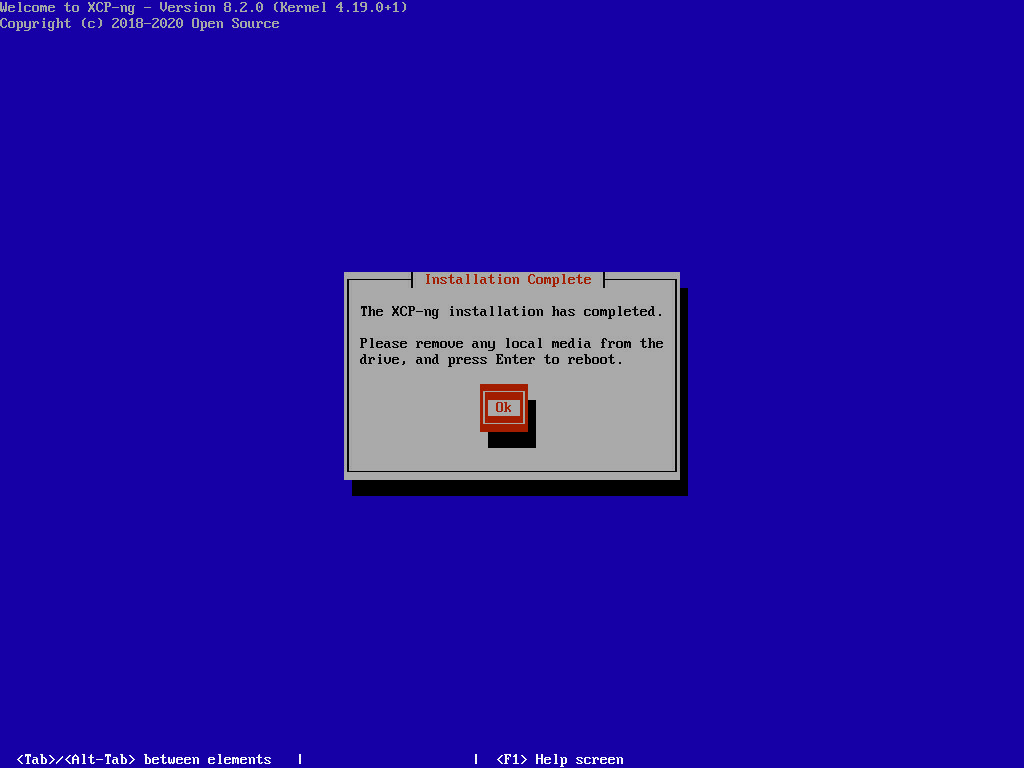 Welcome to XCP-ng - Version 8.2.0 (Kernel 4.19.0+1)
Copyright (c) 2018-2020 Open Source
Installation Complete
The XCP-ng installation has completed.
Please remove any local media from the
drive, and press Enter to reboot.
Ok
<Tab>/<Alt-Tab> between elements | | <F1> Help screen